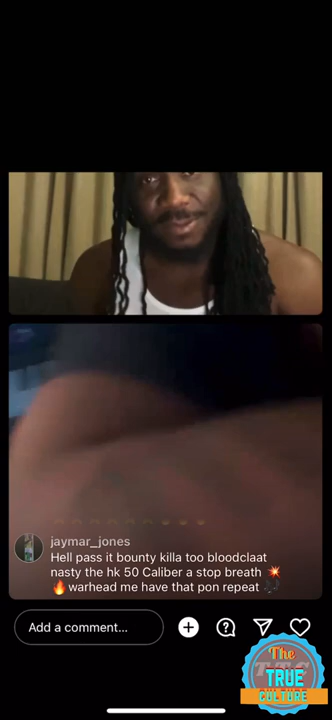 jaymar_jones
Hell pass it bounty killa too bloodclaat
nasty the hk 50 Caliber a stop breath 💥
🔥warhead me have that pon repeat
Add a comment...
The
TRUE
CULTURE